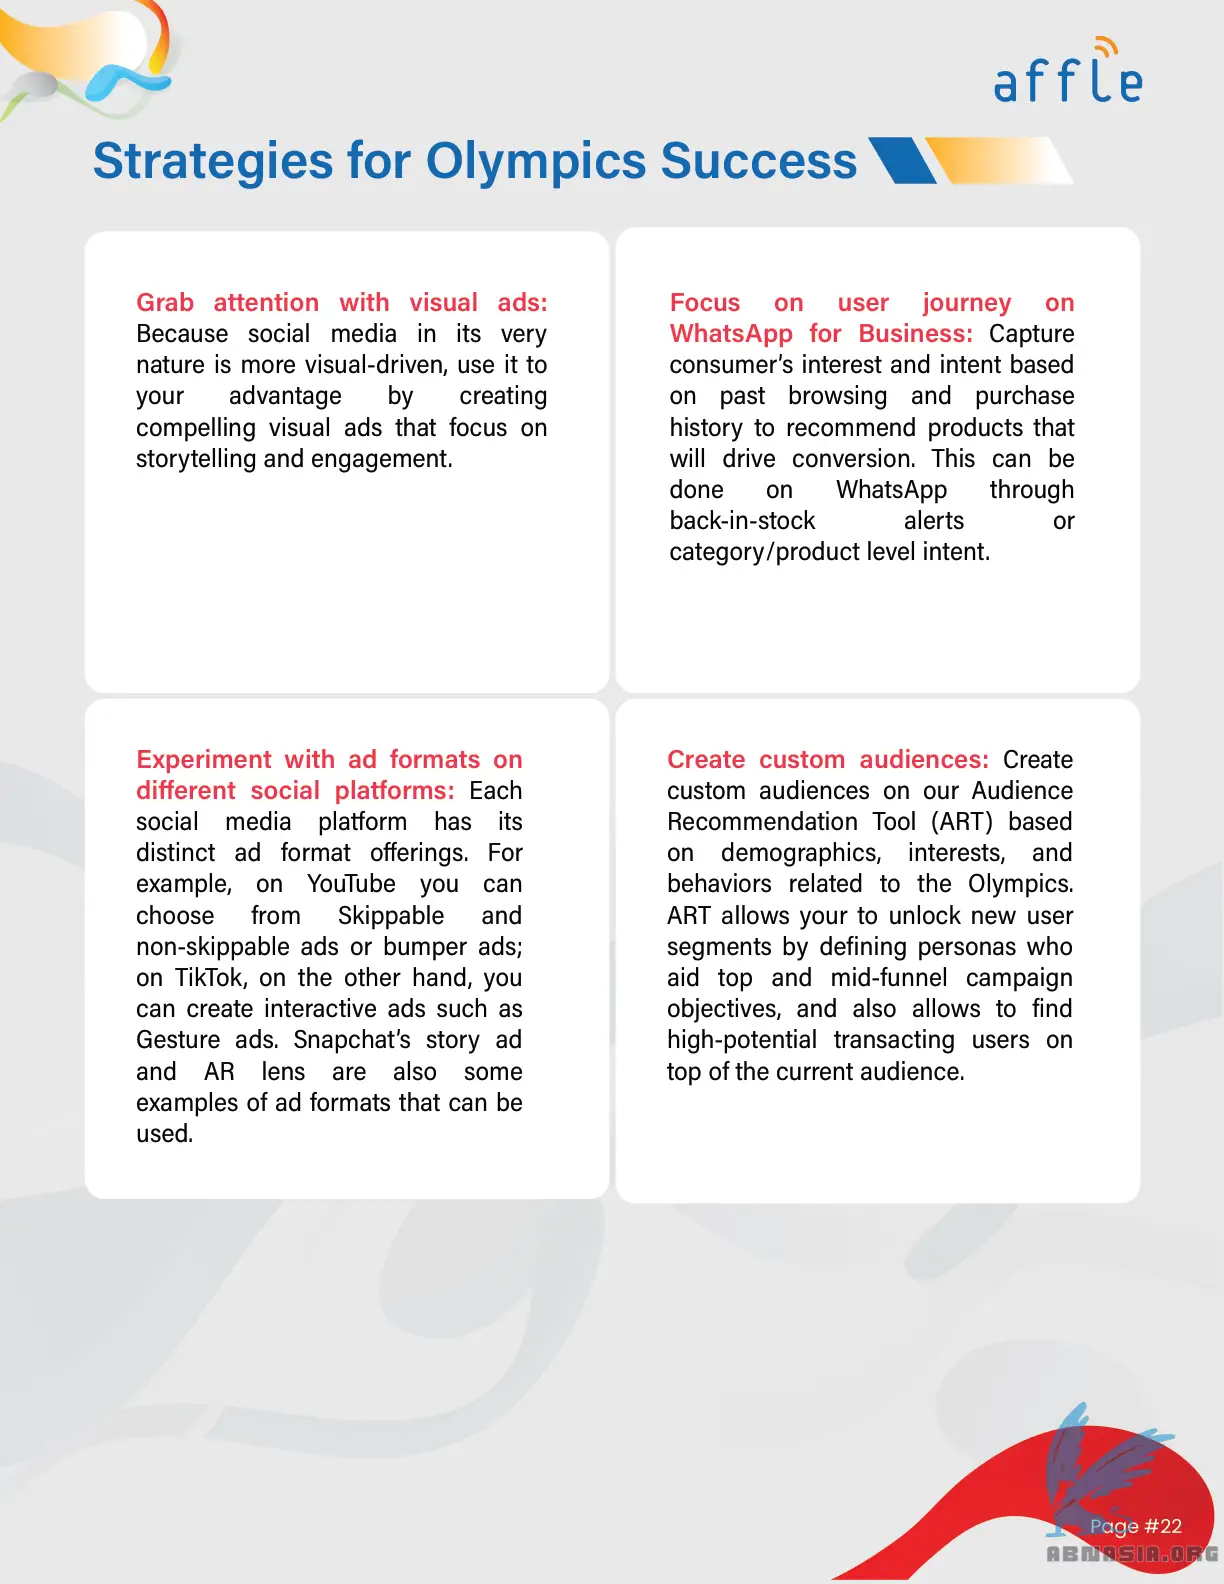 affle
Strategies for Olympics Success
Grab attention with visual ads:
Because social media in its very
nature is more visual-driven, use it to
your advantage by creating
compelling visual ads that focus on
storytelling and engagement.
Focus on user journey on
WhatsApp for Business: Capture
consumer's interest and intent based
on past browsing and purchase
history to recommend products that
will drive conversion. This can be
done on WhatsApp through
back-in-stock alerts or
category/product level intent.
Experiment with ad formats on
different social platforms: Each
social media platform has its
distinct ad format offerings. For
example, on YouTube you can
choose from Skippable and
non-skippable ads or bumper ads;
on TikTok, on the other hand, you
can create interactive ads such as
Gesture ads. Snapchat's story ad
and AR lens are also some
examples of ad formats that can be
used.
Create custom audiences: Create
custom audiences on our Audience
Recommendation Tool (ART) based
on demographics, interests, and
behaviors related to the Olympics.
ART allows your to unlock new user
segments by defining personas who
aid top and mid-funnel campaign
objectives, and also allows to find
high-potential transacting users on
top of the current audience.
Page #22
ABNASIA.ORG